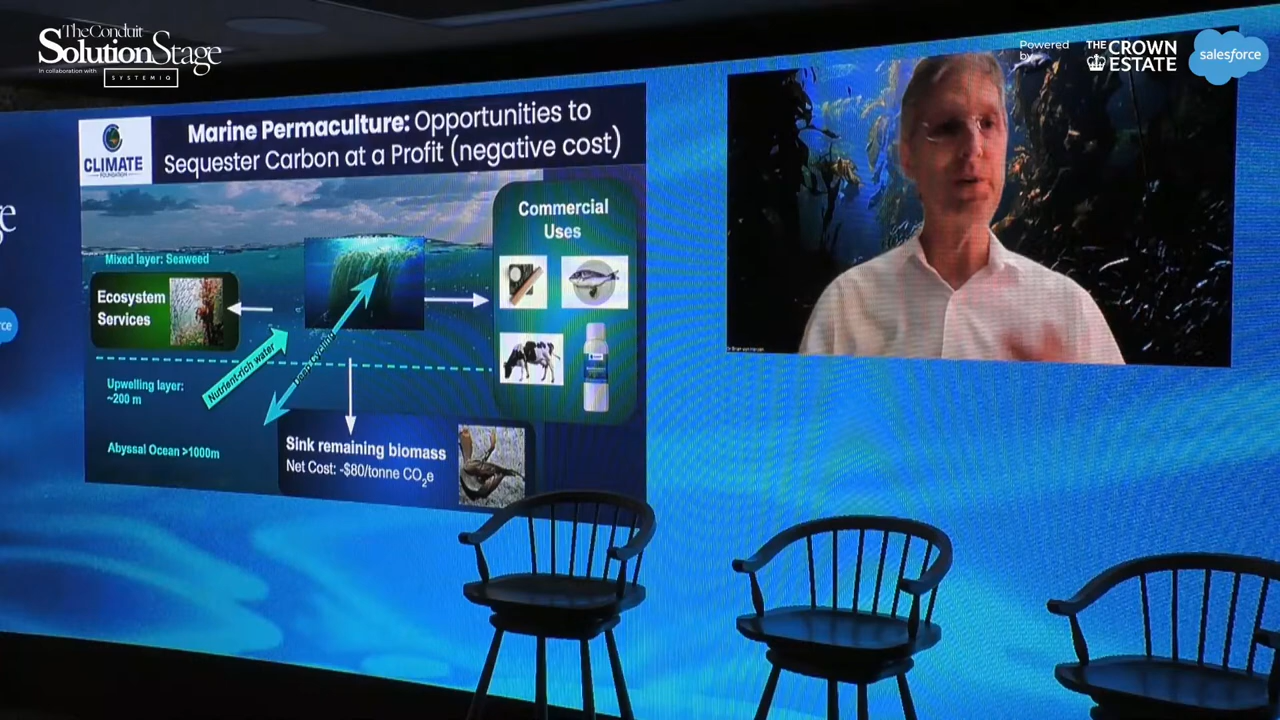 The Conduit
Solution Stage
In collaboration with
SYSTEMIQ
Powered
by
THE CROWN
ESTATE
salesforce
CLIMATE
FOUNDATION
Marine Permaculture: Opportunities to
Sequester Carbon at a Profit (negative cost)
Mixed layer: Seaweed
Ecosystem
Services
Commercial
Uses
Nutrient-rich water
Upwelling layer:
~200 m
Abyssal Ocean >1000m
Sink remaining biomass
Net Cost: -$80/tonne CO2e